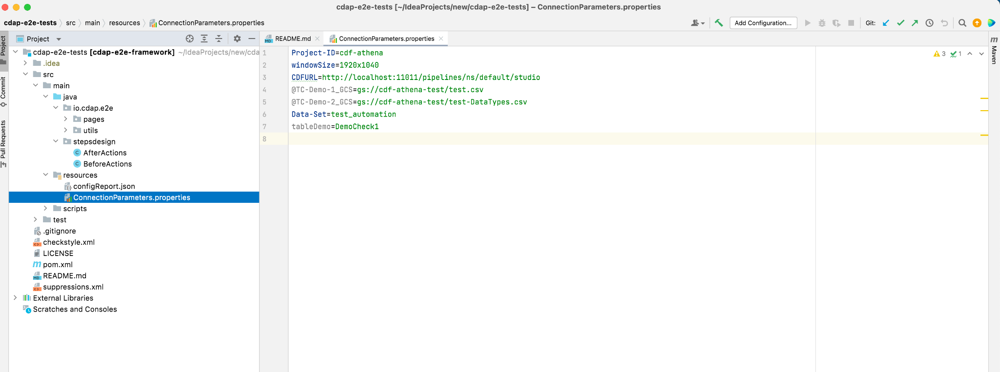 cdap-e2e-tests [~/IdeaProjects/new/cdap-e2e-tests] – ConnectionParameters.properties
cdap-e2e-tests src main resources ConnectionParameters.properties
Add Configuration...
Git:
Project
README.md
ConnectionParameters.properties
Project
Commit
Pull Requests
Maven
cdap-e2e-tests [cdap-e2e-framework] ~/IdeaProjects/new/cda
.idea
src
main
java
io.cdap.e2e
pages
utils
stepsdesign
AfterActions
BeforeActions
resources
configReport.json
ConnectionParameters.properties
scripts
test
.gitignore
checkstyle.xml
LICENSE
pom.xml
README.md
suppressions.xml
External Libraries
Scratches and Consoles
1 Project-ID=cdf-athena
2 windowSize=1920x1040
3 CDFURL=http://localhost:11011/pipelines/ns/default/studio
4 @TC-Demo-1_GCS=gs://cdf-athena-test/test.csv
5 @TC-Demo-2_GCS=gs://cdf-athena-test/test-DataTypes.csv
6 Data-Set=test_automation
7 tableDemo=DemoCheck1
8
3 1